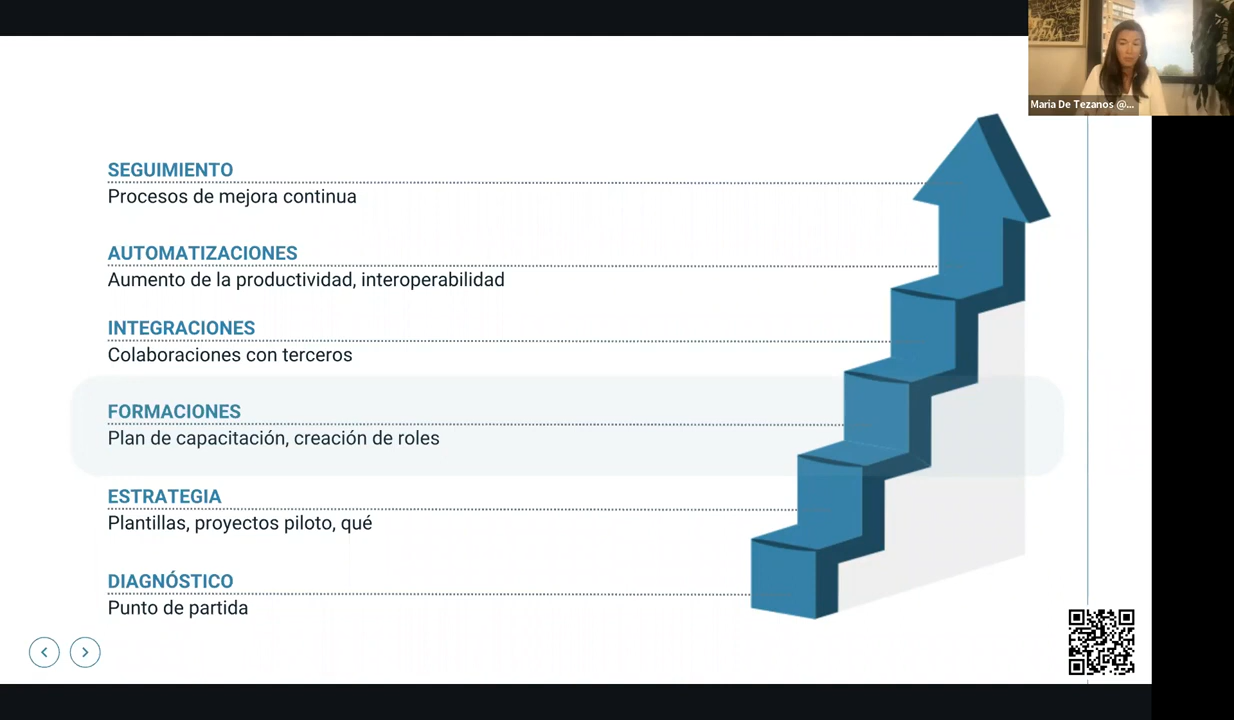 Maria De Tezanos @...
SEGUIMIENTO
Procesos de mejora continua
AUTOMATIZACIONES
Aumento de la productividad, interoperabilidad
INTEGRACIONES
Colaboraciones con terceros
FORMACIONES
Plan de capacitación, creación de roles
ESTRATEGIA
Plantillas, proyectos piloto, qué
DIAGNÓSTICO
Punto de partida